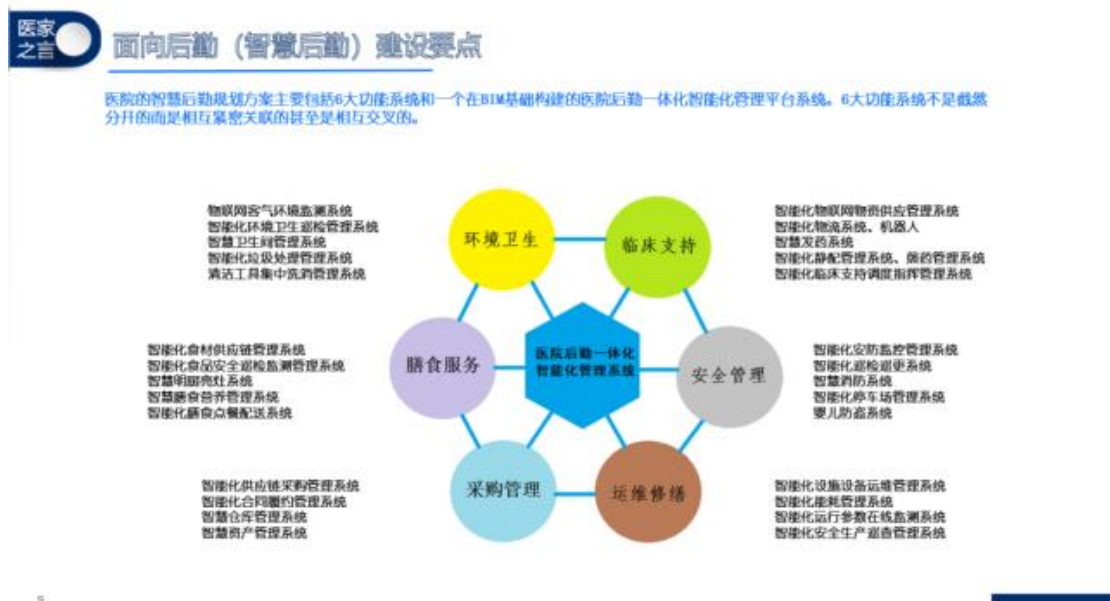 医家
之言
面向后勤（智慧后勤）建设要点
医院的智慧后勤规划方案主要包括6大功能系统和一个在BIM基础构建的医院后勤一体化智能化管理平台系统。6大功能系统不是截然
分开的而是相互紧密关联的甚至是相互交叉的。
物联网空气环境监测系统
智能化环境卫生巡检管理系统
智慧卫生间管理系统
智能化垃圾处理管理系统
清洁工具集中洗消管理系统
环境卫生
临床支持
智能化物联网物资供应管理系统
智能化物流系统、机器人
智慧发药系统
智能化静配管理系统、摆药管理系统
智能化临床支持调度指挥管理系统
智能化食材供应链管理系统
智能化食品安全巡检监测管理系统
智慧明厨亮灶系统
智慧膳食营养管理系统
智能化膳食点餐配送系统
膳食服务
医院后勤一体化
智能化管理系统
安全管理
智能化安防监控管理系统
智能化巡检巡更系统
智慧消防系统
智能化停车场管理系统
婴儿防盗系统
智能化供应链采购管理系统
智能化合同履约管理系统
智慧仓库管理系统
智慧资产管理系统
采购管理
运维修缮
智能化设施设备运维管理系统
智能化能耗管理系统
智能化运行参数在线监测系统
智能化安全生产巡查管理系统